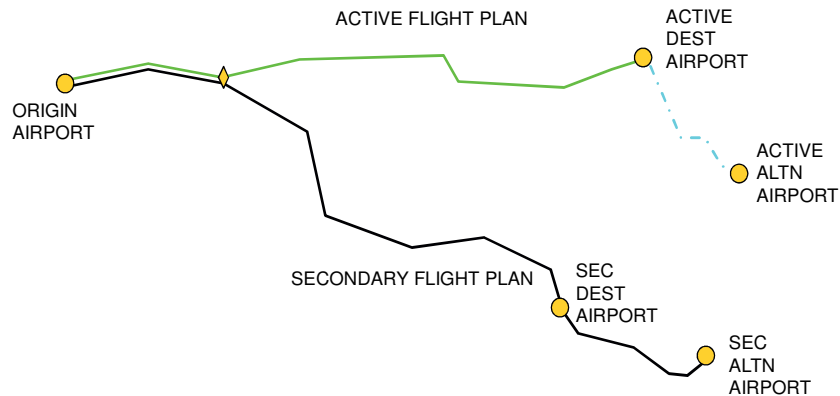 ACTIVE FLIGHT PLAN
ACTIVE
DEST
AIRPORT
ORIGIN
AIRPORT
ACTIVE
ALTN
AIRPORT
SECONDARY FLIGHT PLAN
SEC
DEST
AIRPORT
SEC
ALTN
AIRPORT